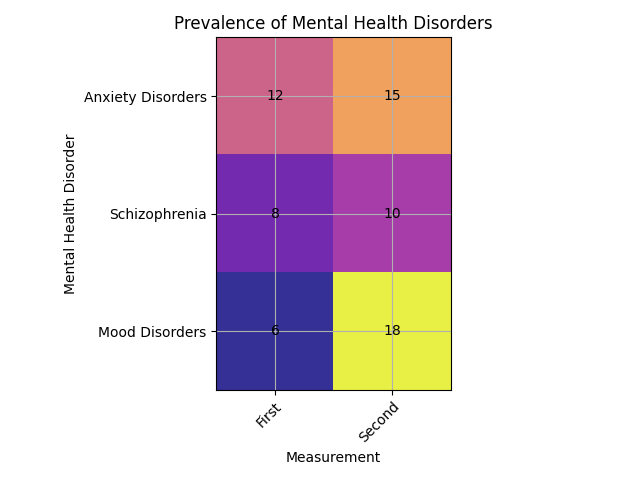 Prevalence of Mental Health Disorders
Anxiety Disorders
12
15
Schizophrenia
8
10
Mood Disorders
6
18
Mental Health Disorder
First
Second
Measurement